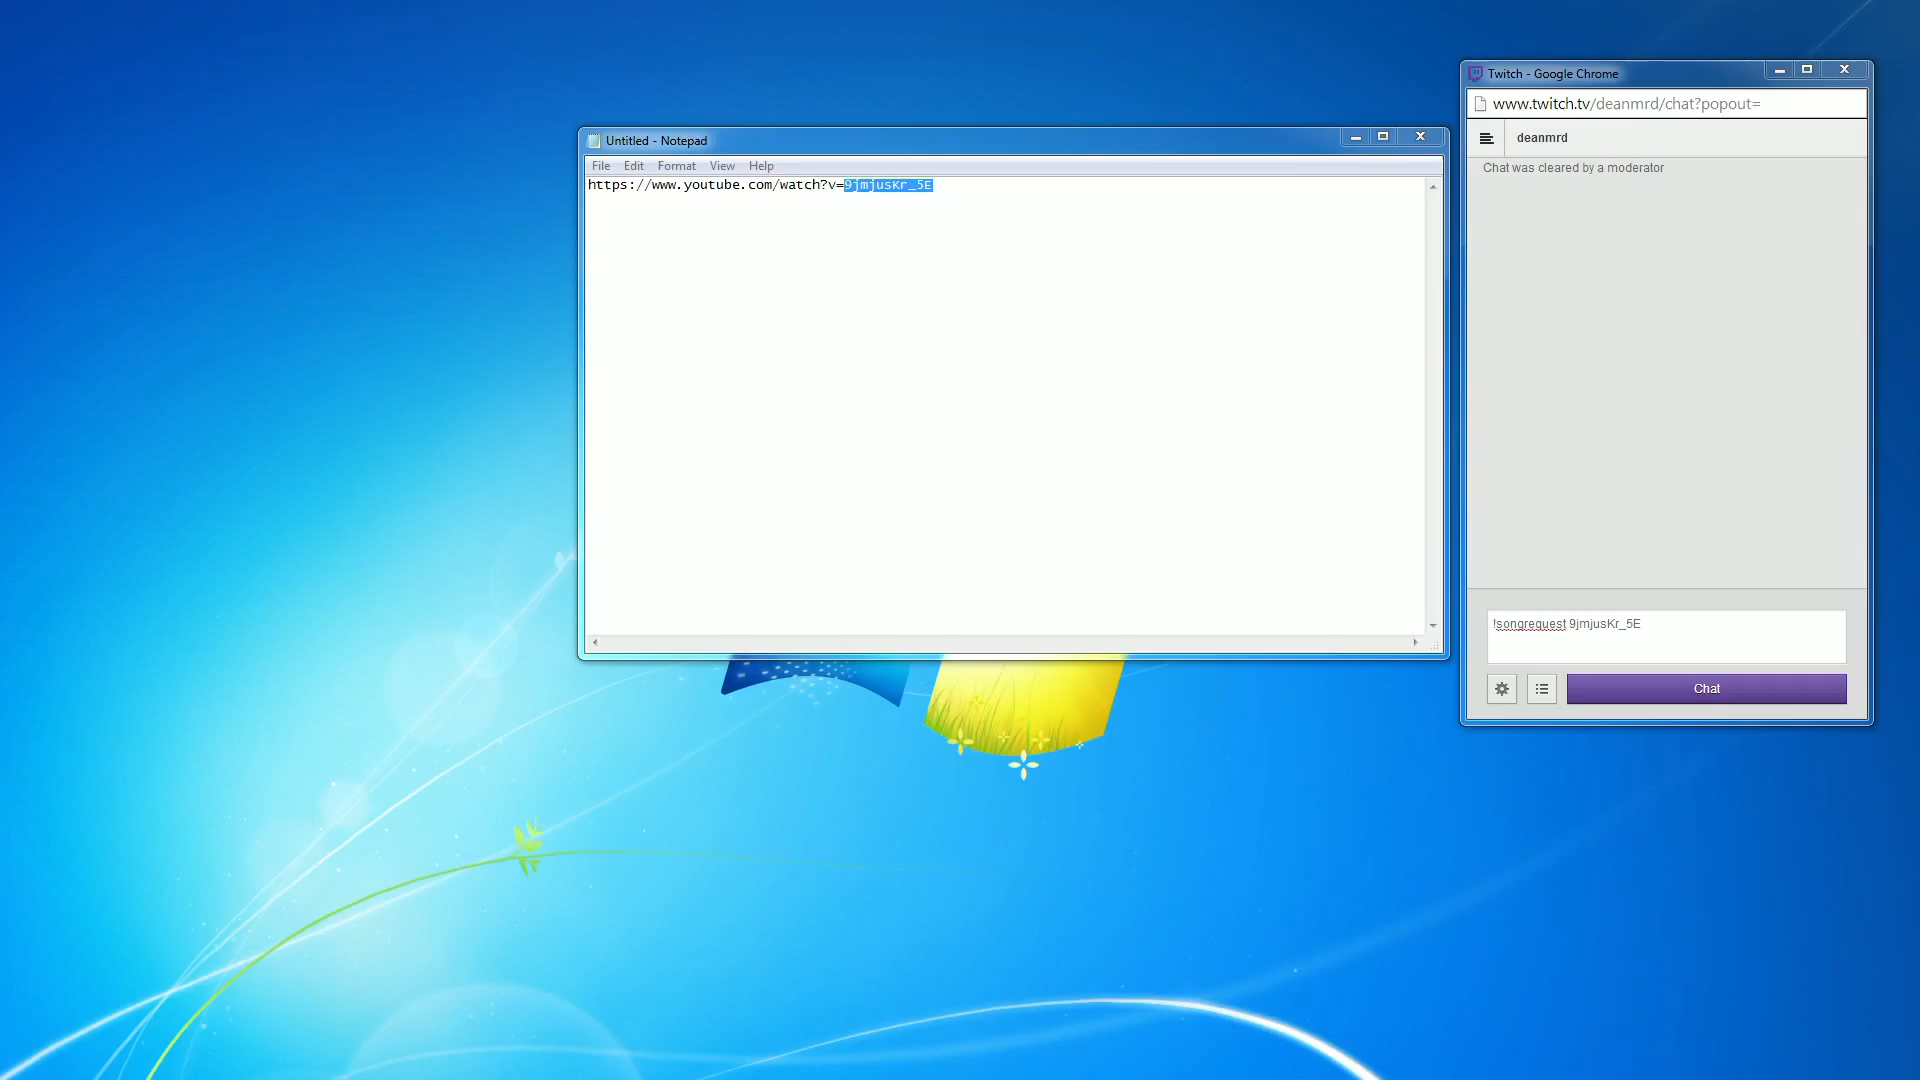 Untitled - Notepad
File Edit Format View Help
https://www.youtube.com/watch?v=9jmjusKr_5E
Twitch - Google Chrome
www.twitch.tv/deanmrd/chat?popout=
deanmrd
Chat was cleared by a moderator
!songrequest 9jmjusKr_5E
Chat